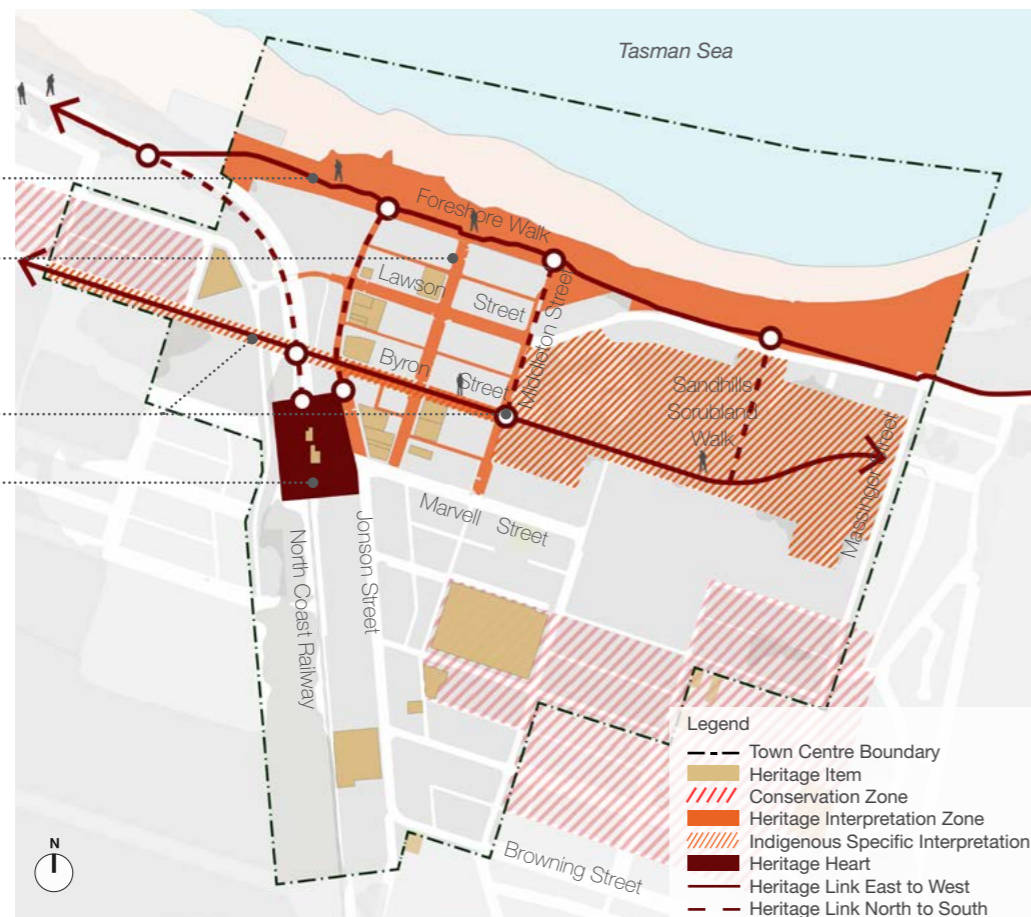 Tasman Sea
Foreshore Walk
Lawson Street
Middleton Street
Byron Street
Sandhills
Scrubland
Walk
Massinger Street
Marvell Street
Jonson Street
North Coast Railway
Browning Street
N
Legend
Town Centre Boundary
Heritage Item
Conservation Zone
Heritage Interpretation Zone
Indigenous Specific Interpretation
Heritage Heart
Heritage Link East to West
Heritage Link North to South